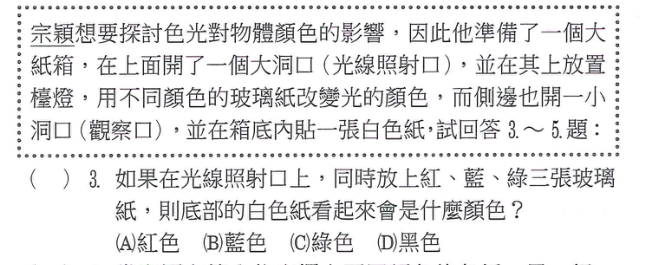 宗穎想要探討色光對物體顏色的影響，因此他準備了一個大
紙箱，在上面開了一個大洞口（光線照射口），並在其上放置
檯燈，用不同顏色的玻璃紙改變光的顏色，而側邊也開一小
洞口（觀察口），並在箱底內貼一張白色紙，試回答 3.～ 5.題：
（ ）3. 如果在光線照射口上，同時放上紅、藍、綠三張玻璃
紙，則底部的白色紙看起來會是什麼顏色？
(A)紅色 (B)藍色 (C)綠色 (D)黑色